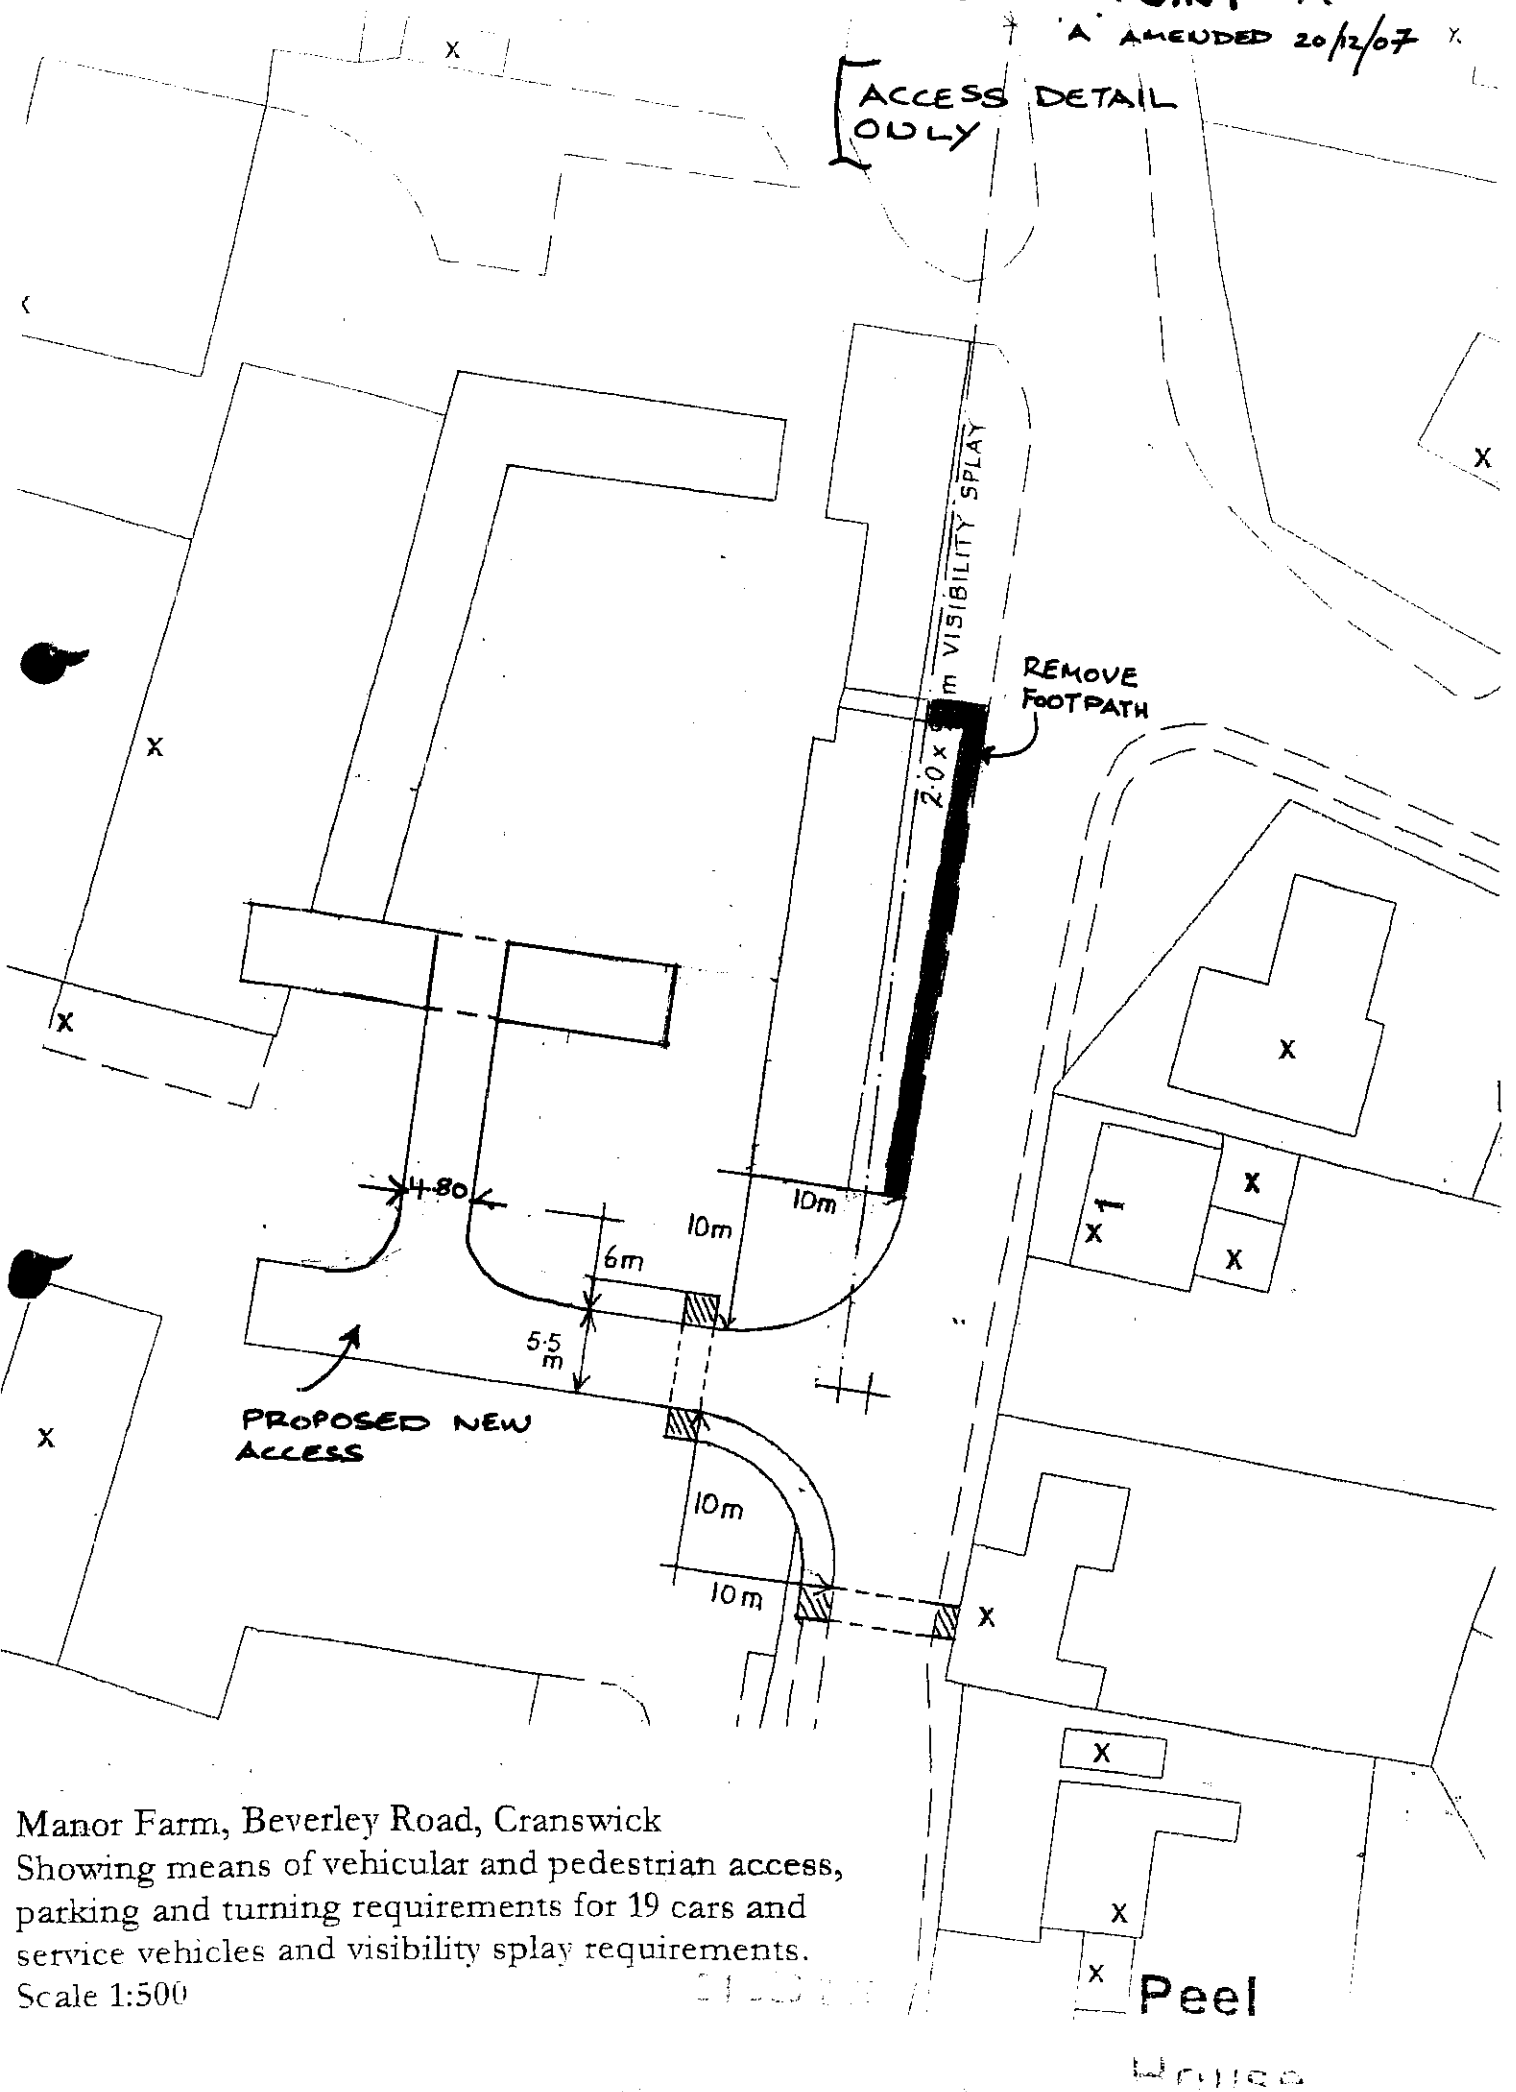 'A' AMENDED 20/12/07
ACCESS DETAIL
ONLY
m VISIBILITY SPLAY
2.0 x
REMOVE
FOOTPATH
X
X
X
X
X
X
1
X
X
X
4.80
10m
10m
6m
5.5
m
PROPOSED NEW
ACCESS
X
10m
10m
X
X
X
X
Manor Farm, Beverley Road, Cranswick
Showing means of vehicular and pedestrian access,
parking and turning requirements for 19 cars and
service vehicles and visibility splay requirements.
Scale 1:500
Peel
House